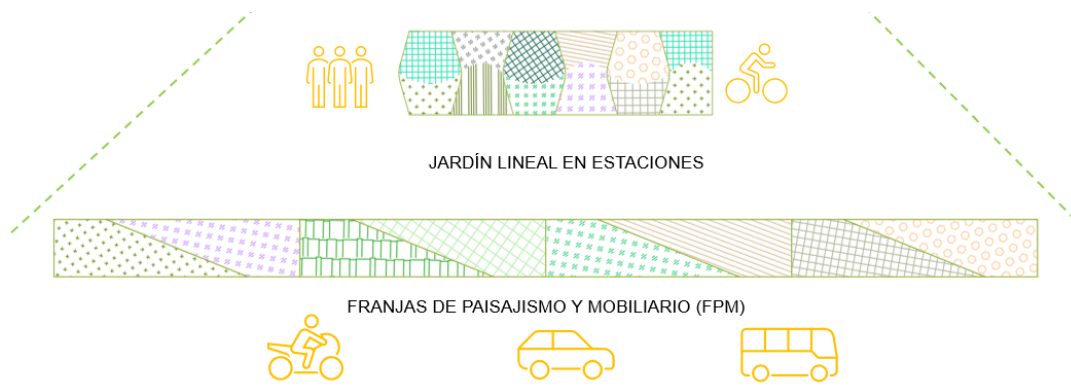 JARDÍN LINEAL EN ESTACIONES
FRANJAS DE PAISAJISMO Y MOBILIARIO (FPM)